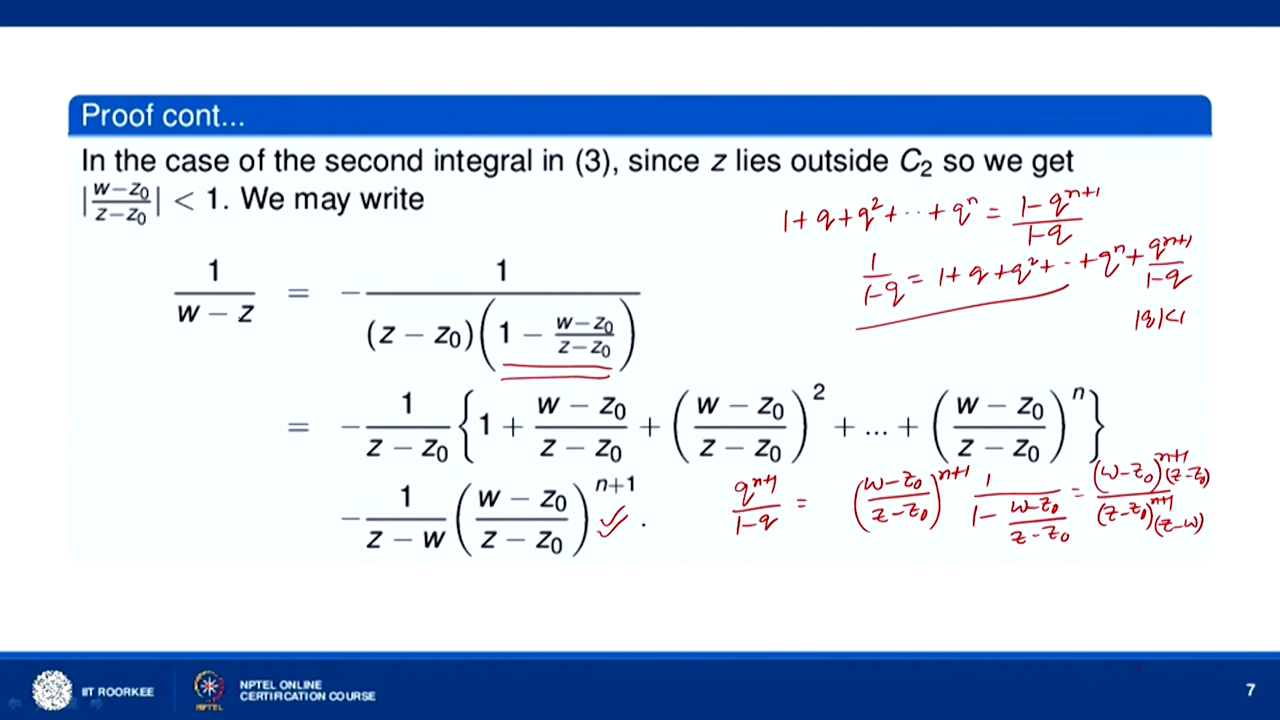 Proof cont...
In the case of the second integral in (3), since z lies outside C₂ so we get
|(w−z₀)/(z−z₀)| < 1. We may write
1+q+q²+..+qⁿ = (1−qⁿ⁺¹)/(1−q)
1/(1−q) = 1+q+q²+..+qⁿ+qⁿ⁺¹/(1−q)
|q|<1
1/(w − z) = −1/((z − z₀)(1 − (w−z₀)/(z−z₀)))
= −1/(z − z₀) {1 + (w − z₀)/(z − z₀) + ((w − z₀)/(z − z₀))² + ... + ((w − z₀)/(z − z₀))ⁿ}
−1/(z − w) ((w − z₀)/(z − z₀))ⁿ⁺¹ .
qⁿ⁺¹/(1−q) = ((w−z₀)/(z−z₀))ⁿ⁺¹ 1/(1−(w−z₀)/(z−z₀)) = (w−z₀)ⁿ⁺¹(z−z₀)/((z−z₀)ⁿ⁺¹(z−w))
IIT ROORKEE
NPTEL
NPTEL ONLINE
CERTIFICATION COURSE
7